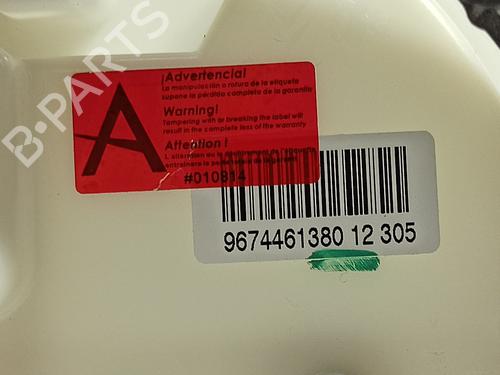 B-PARTS
A
¡Advertencia!
La manipulación o rotura de la etiqueta
supone la pérdida completa de la garantía
Warning!
Tampering with or breaking the label will
result in the complete loss of the warranty
Attention !
#010814
9674461380 12 305